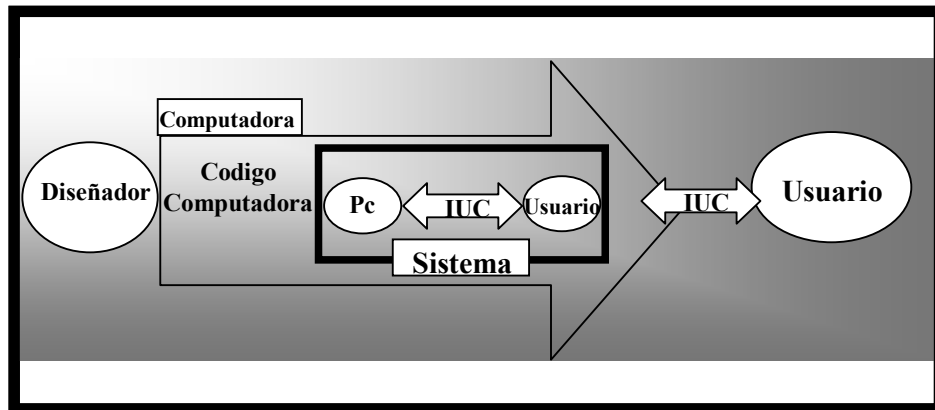 Computadora
Diseñador
Codigo
Computadora
Pc
IUC
Usuario
Sistema
IUC
Usuario